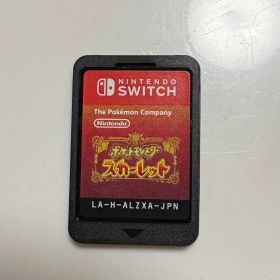 NINTENDO
SWITCH
The Pokémon Company
Nintendo
ポケットモンスター
スカーレット
LA-H-ALZXA-JPN